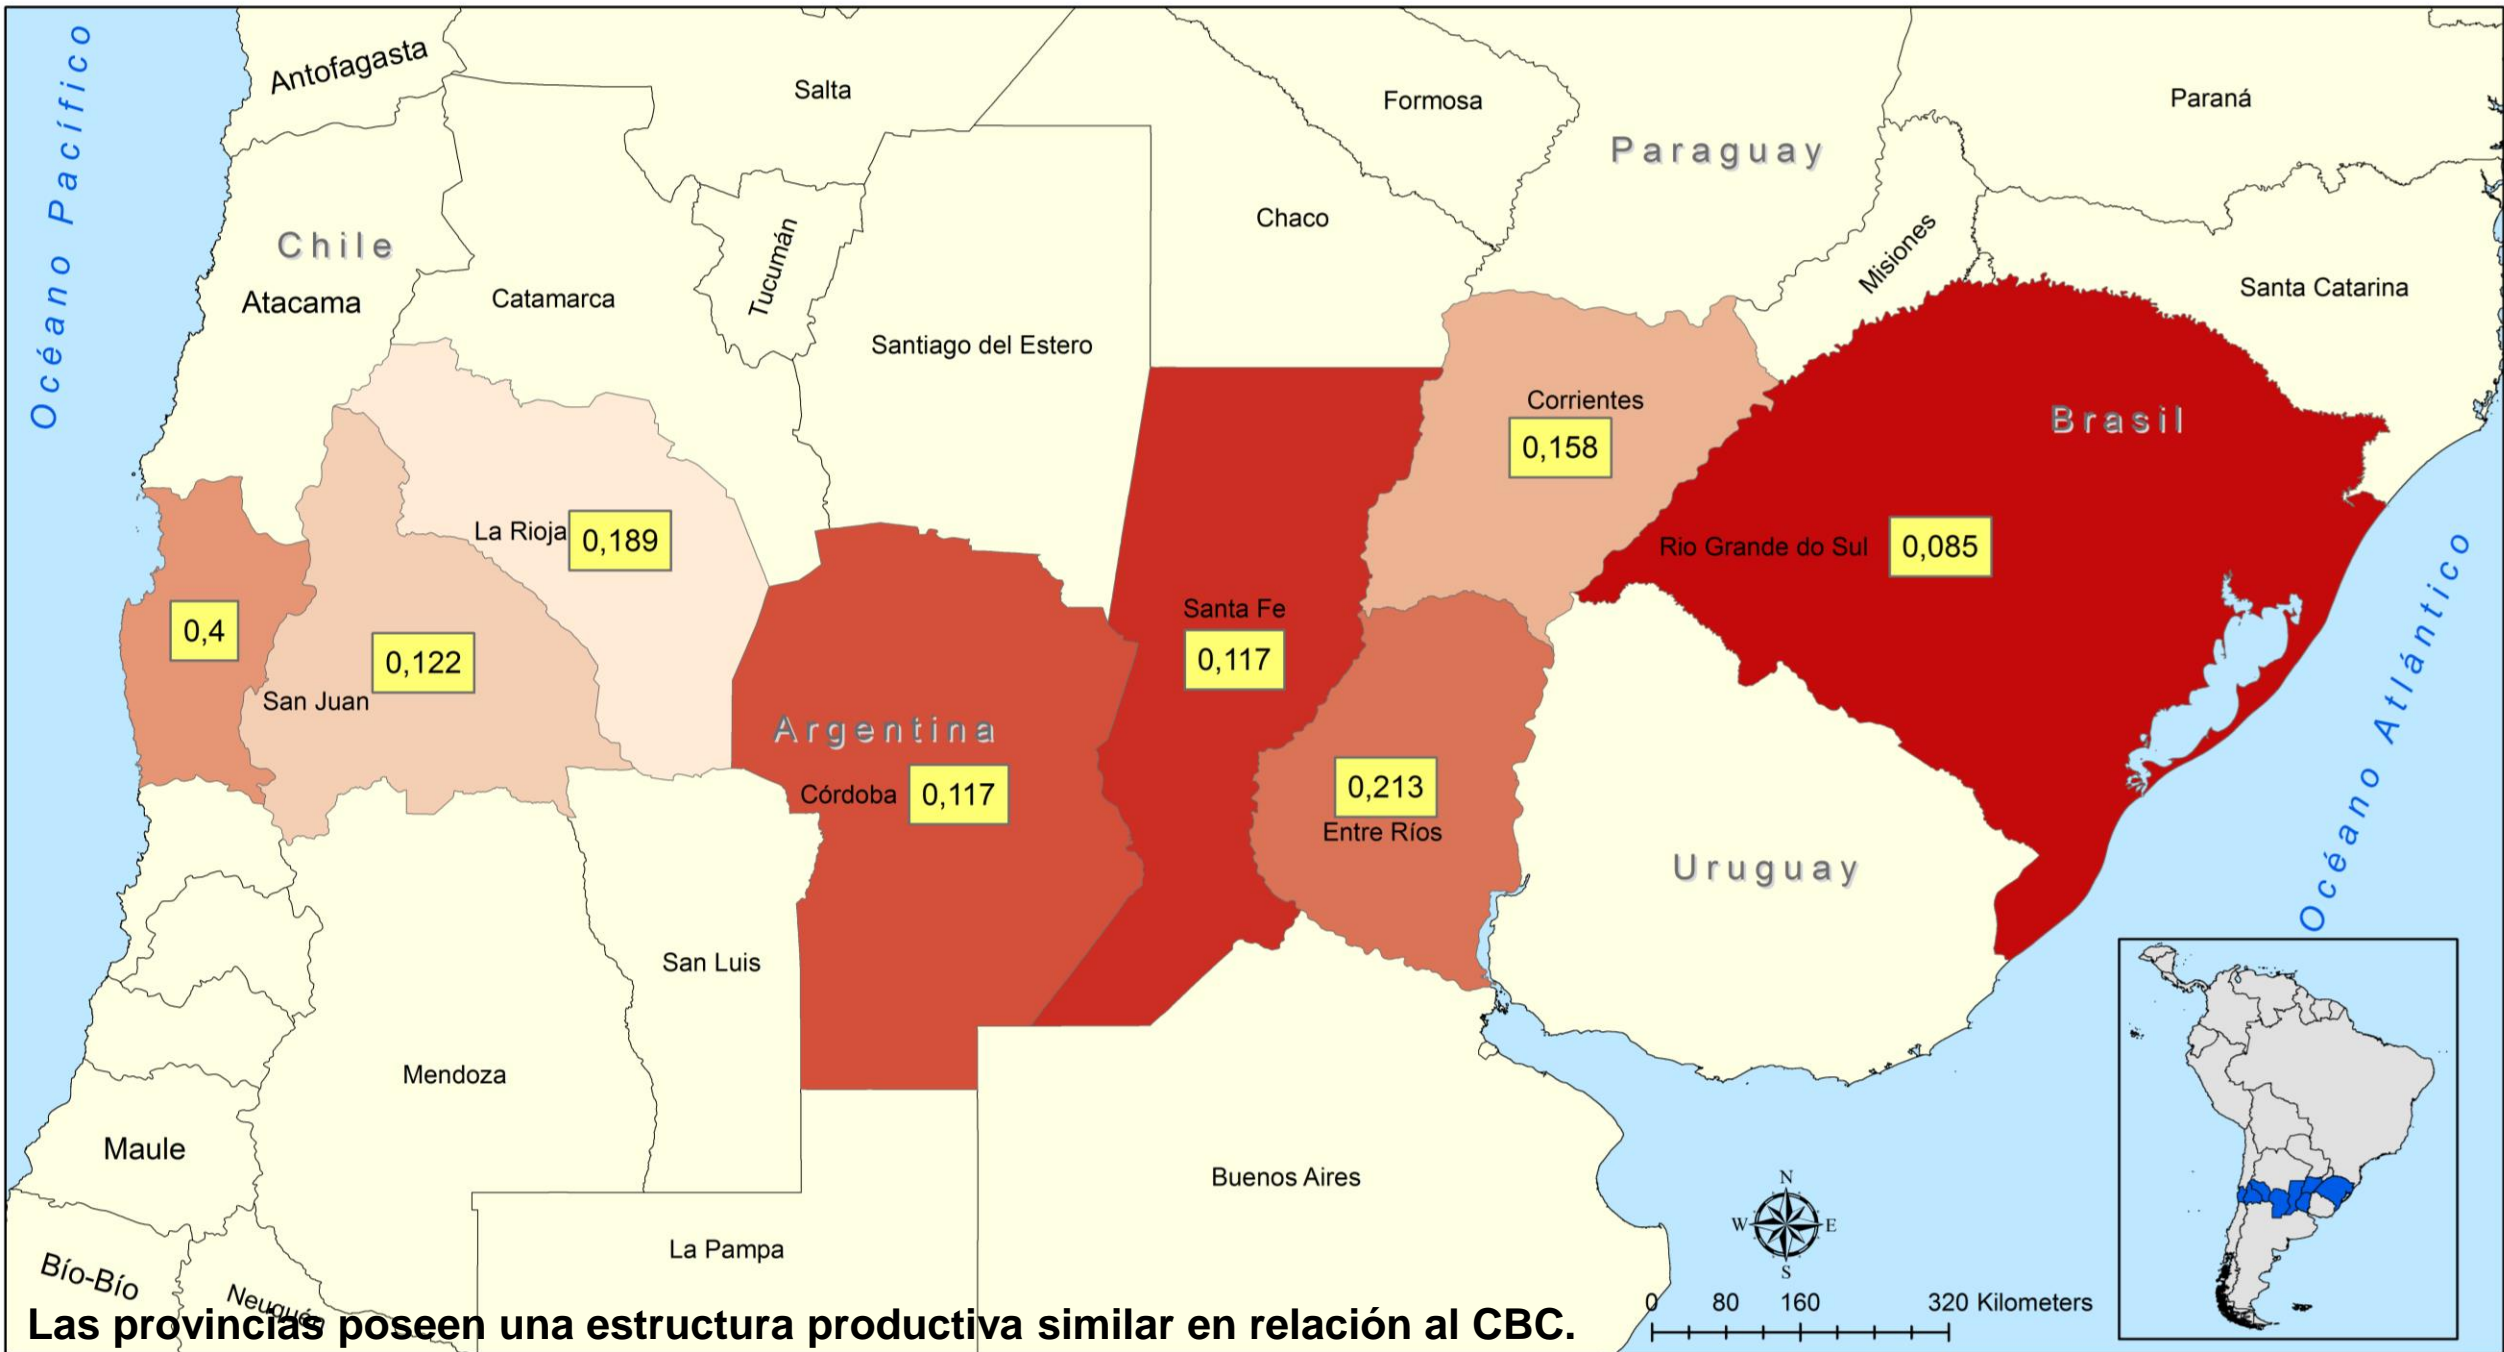 Océano Pacífico
Antofagasta
Salta
Formosa
Paraná
Paraguay
Chaco
Misiones
Chile
Atacama
Catamarca
Tucumán
Santa Catarina
Santiago del Estero
Corrientes
0,158
Brasil
La Rioja
0,189
Rio Grande do Sul
0,085
0,4
0,122
San Juan
Santa Fe
0,117
Océano Atlántico
Argentina
Córdoba
0,117
0,213
Entre Ríos
Uruguay
San Luis
Mendoza
Maule
Buenos Aires
La Pampa
Bío-Bío
Neuquén
N
W
E
S
0 80 160 320 Kilometers
Las provincias poseen una estructura productiva similar en relación al CBC.